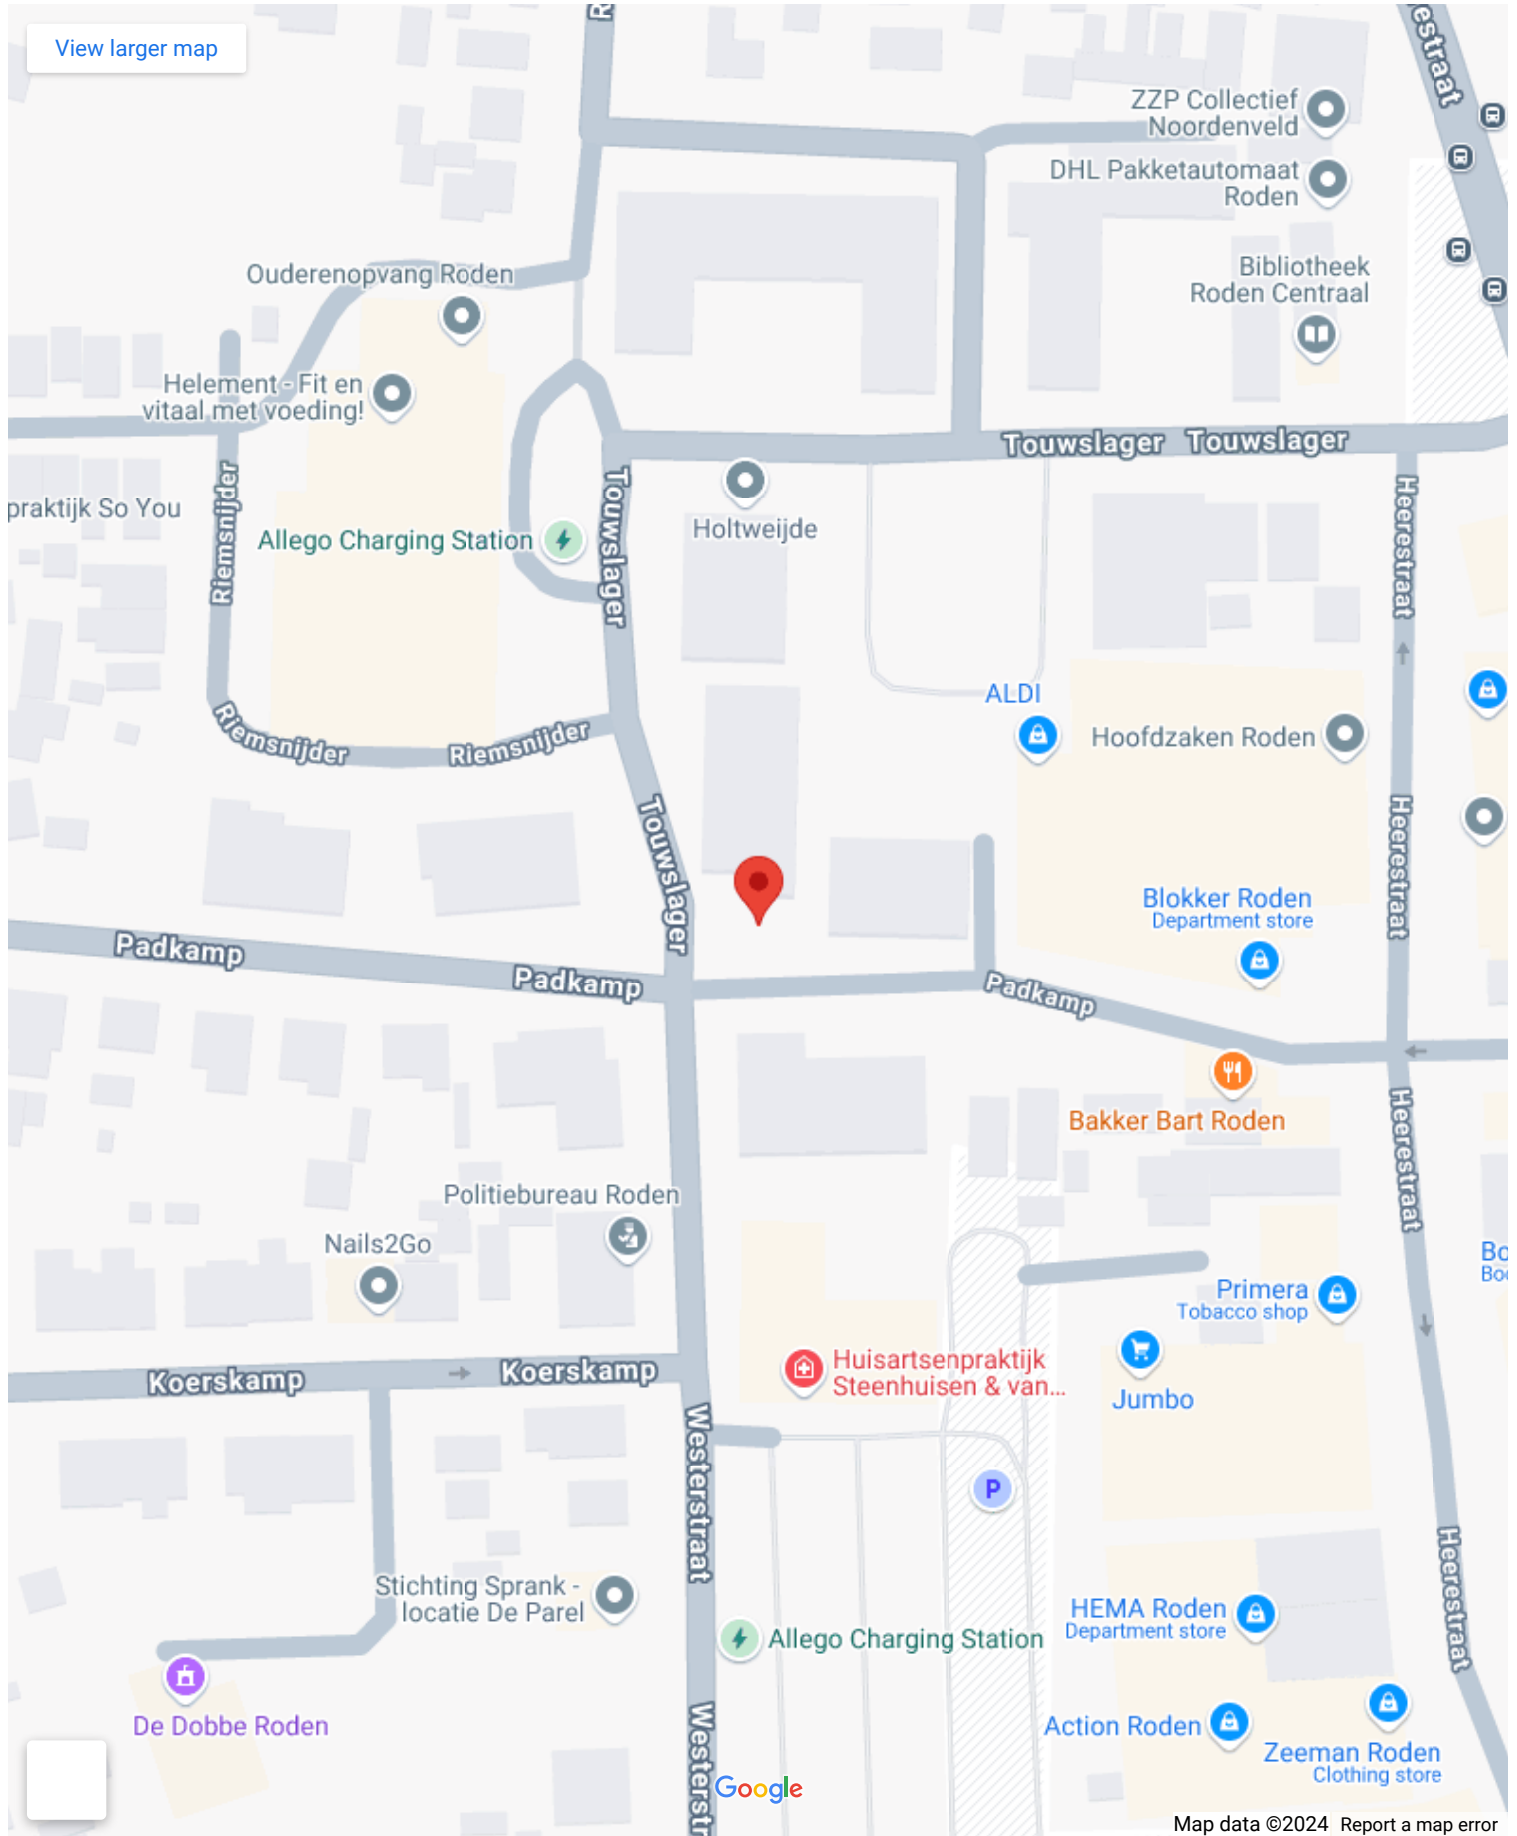 View larger map
R
estraat
ZZP Collectief
Noordenveld
DHL Pakketautomaat
Roden
Ouderenopvang Roden
Bibliotheek
Roden Centraal
Helement - Fit en
vitaal met voeding!
Touwslager
Touwslager
praktijk So You
Riemsnijder
Allego Charging Station
Touwslager
Holtweijde
Heerestraat
ALDI
Hoofdzaken Roden
Riemsnijder
Riemsnijder
Touwslager
Heerestraat
Blokker Roden
Department store
Padkamp
Padkamp
Padkamp
Bakker Bart Roden
Heerestraat
Politiebureau Roden
Nails2Go
Bo
Boo
Primera
Tobacco shop
Huisartsenpraktijk
Steenhuisen & van...
Jumbo
Koerskamp
Koerskamp
Westerstraat
P
Heerestraat
Stichting Sprank -
locatie De Parel
HEMA Roden
Department store
Allego Charging Station
De Dobbe Roden
Action Roden
Zeeman Roden
Clothing store
Westerstr
Google
Map data ©2024
Report a map error